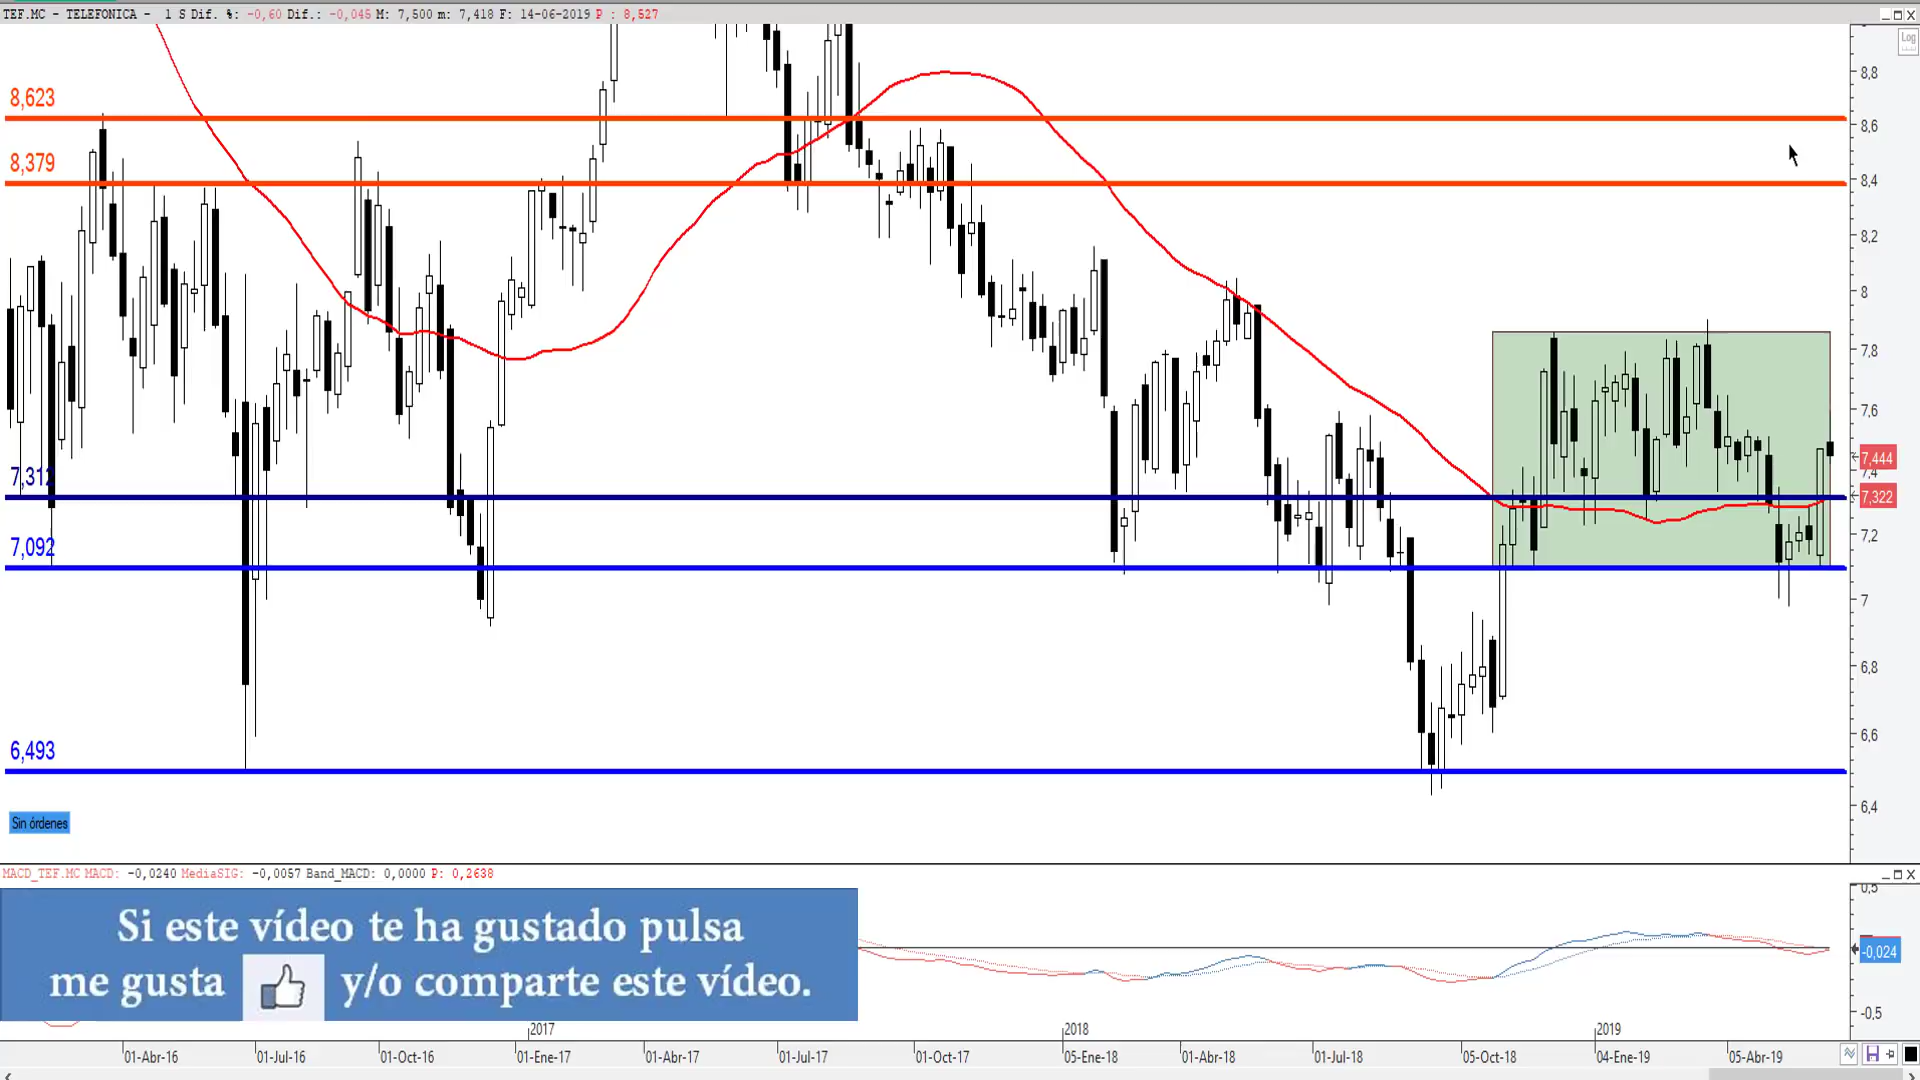 TEF.MC - TELEFONICA - 1 S Dif. %: -0,60 Dif.: -0,045 M: 7,500 m: 7,418 F: 14-06-2019 P : 8,527
Log
8,8
8,623
8,6
8,379
8,4
8,2
8
7,8
7,6
7,444
7,4
7,312
7,322
7,2
7,092
7
6,8
6,6
6,493
6,4
Sin órdenes
MACD_TEF.MC MACD: -0,0240 MediaSIG: -0,0057 Band_MACD: 0,0000 P: 0,2638
0,5
Si este vídeo te ha gustado pulsa
me gusta y/o comparte este vídeo.
-0,024
-0,5
2017 2018 2019
01-Abr-16 01-Jul-16 01-Oct-16 01-Ene-17 01-Abr-17 01-Jul-17 01-Oct-17 05-Ene-18 01-Abr-18 01-Jul-18 05-Oct-18 04-Ene-19 05-Abr-19